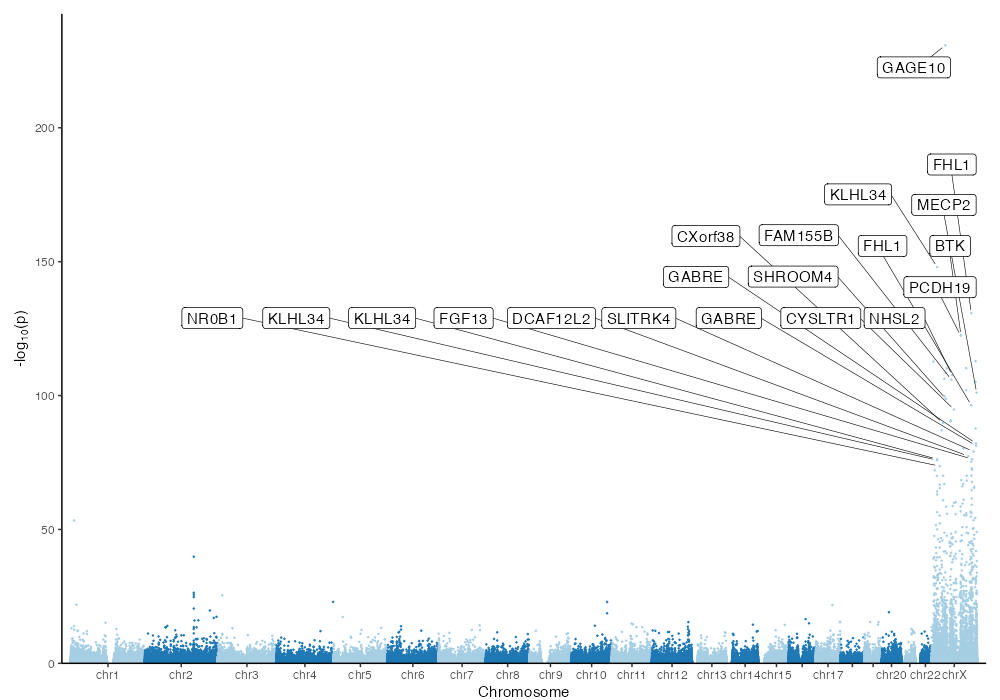 GAGE10
200
FHL1
KLHL34
MECP2
CXorf38
FAM155B
FHL1
BTK
150
GABRE
SHROOM4
PCDH19
NR0B1
KLHL34
KLHL34
FGF13
DCAF12L2
SLITRK4
GABRE
CYSLTR1
NHSL2
-log10(p)
100
50
0
chr1
chr2
chr3
chr4
chr5
chr6
chr7
chr8
chr9
chr10
chr11
chr12
chr13
chr14
chr15
chr17
chr20
chr22
chrX
Chromosome